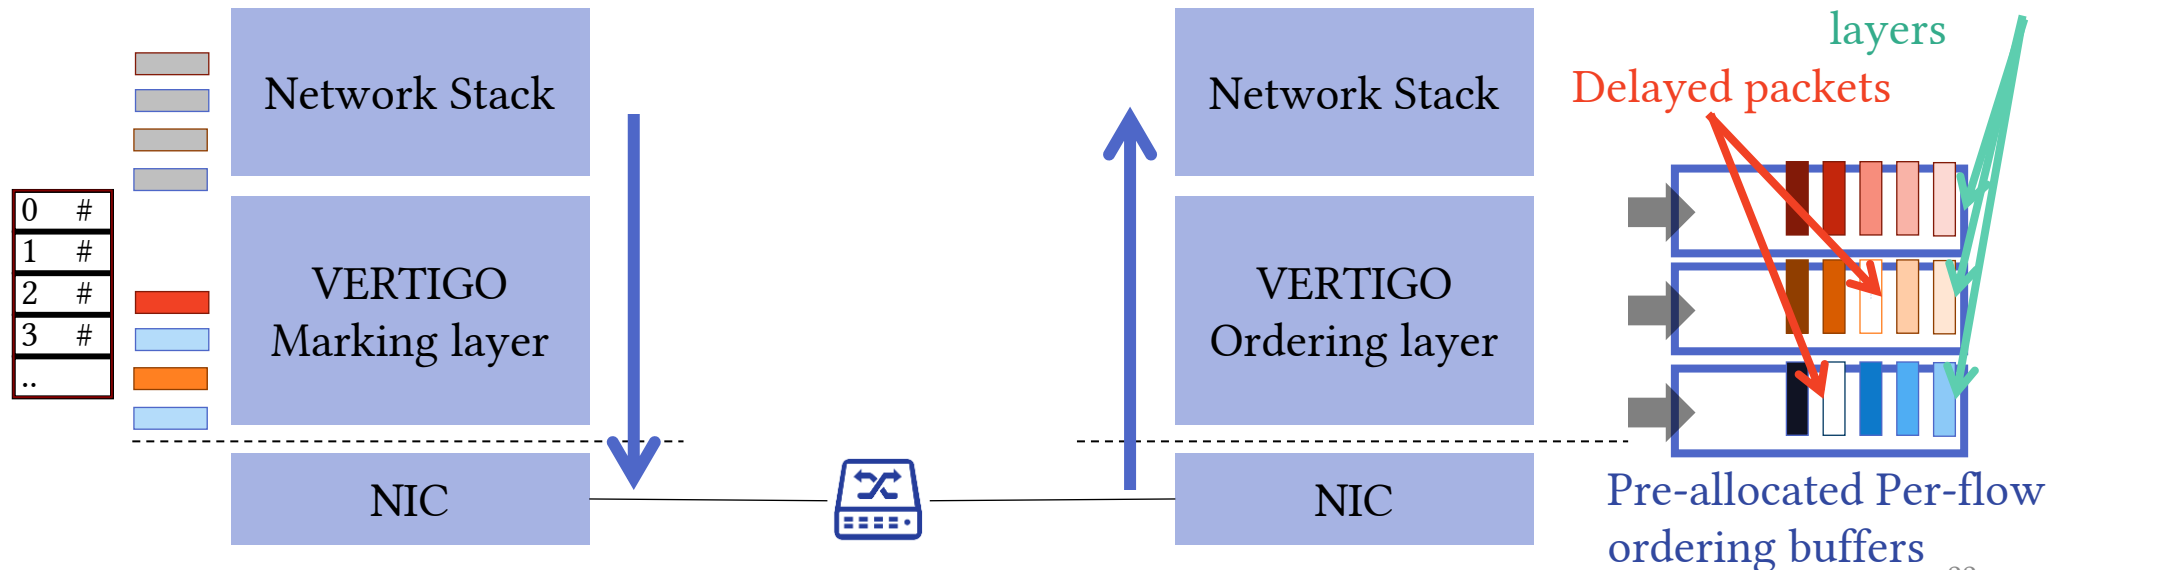 Network Stack
VERTIGO
Marking layer
NIC
0 #
1 #
2 #
3 #
..
Network Stack
VERTIGO
Ordering layer
NIC
layers
Delayed packets
Pre-allocated Per-flow
ordering buffers